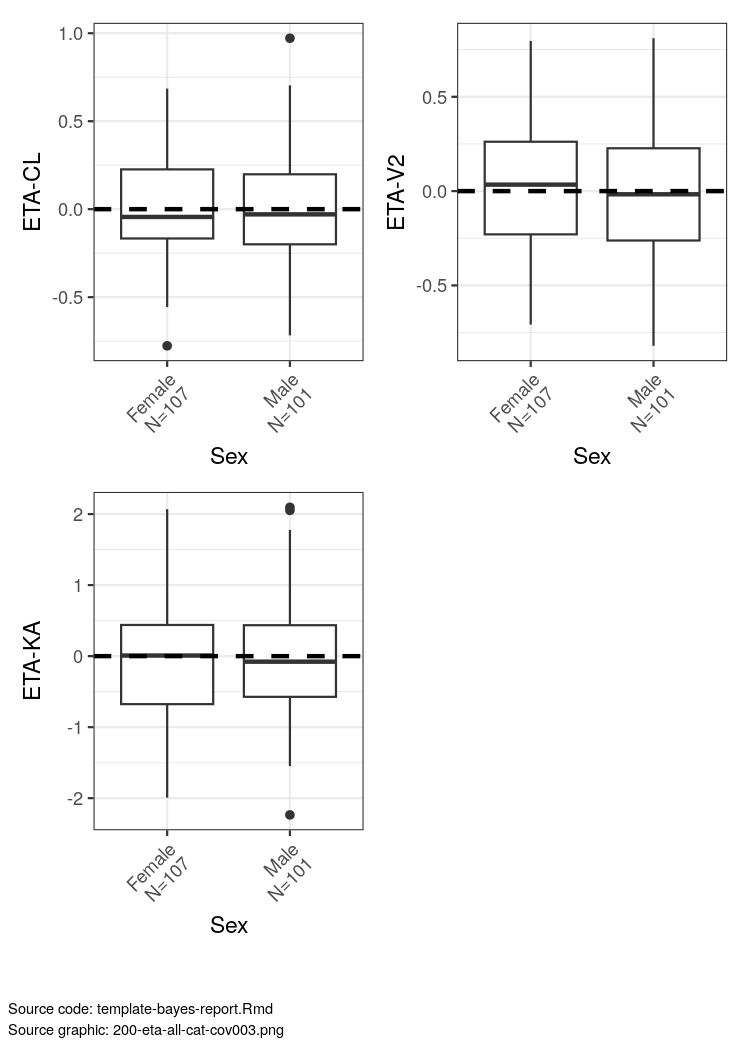 ETA-CL
1.0
0.5
0.0
-0.5
Female
N=107
Male
N=101
Sex
ETA-V2
0.5
0.0
-0.5
Female
N=107
Male
N=101
Sex
ETA-KA
2
1
0
-1
-2
Female
N=107
Male
N=101
Sex
Source code: template-bayes-report.Rmd
Source graphic: 200-eta-all-cat-cov003.png